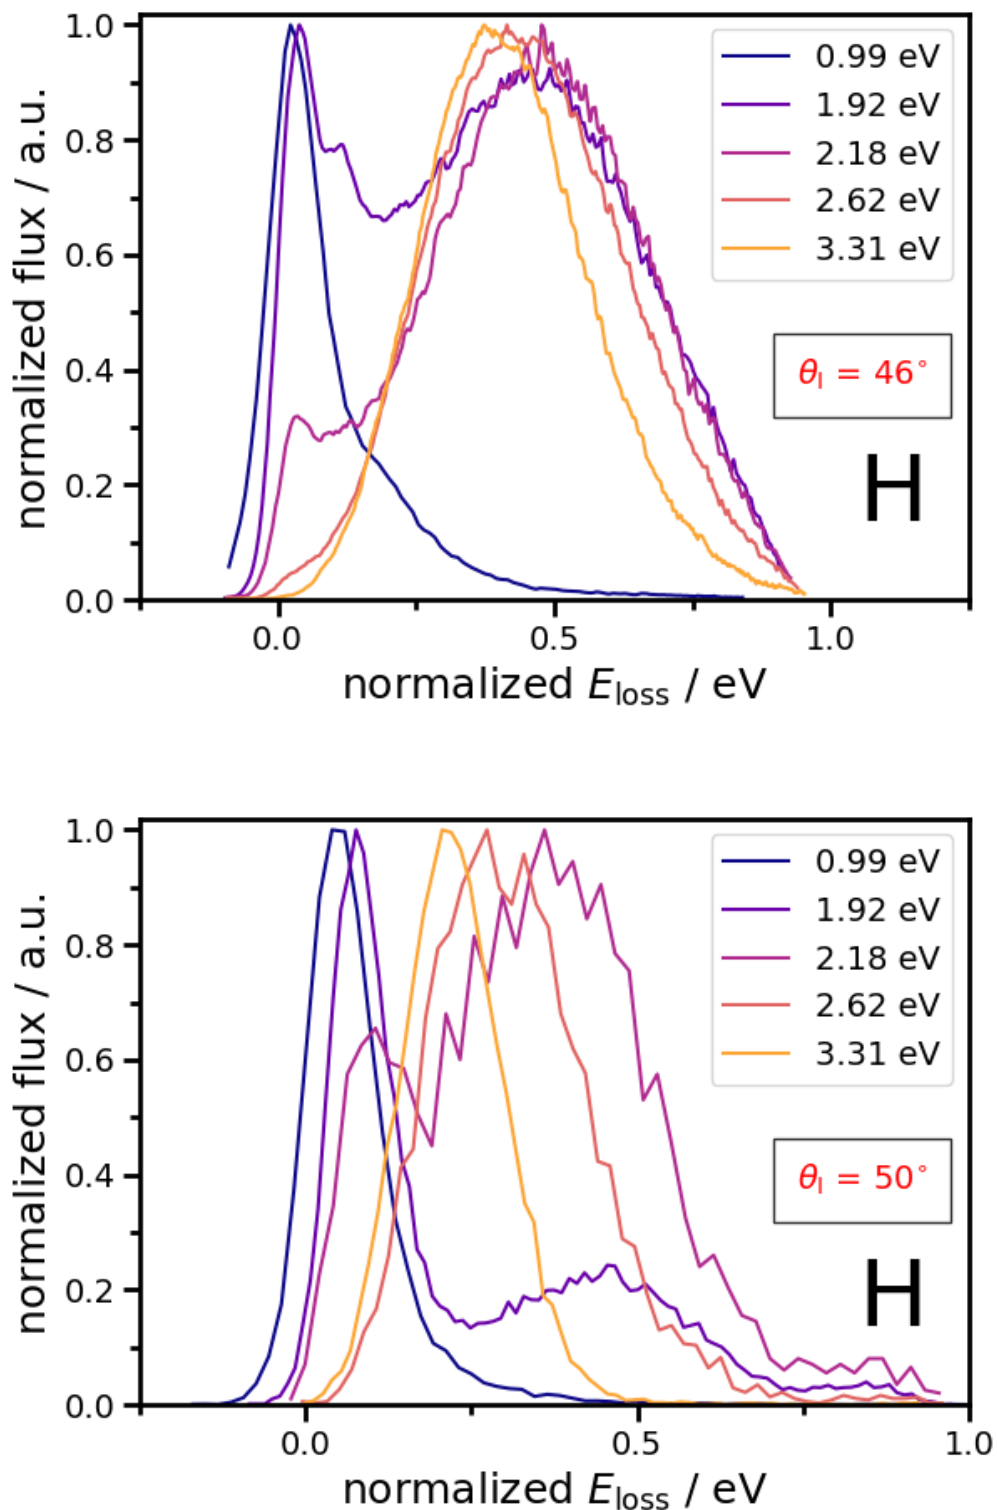 1.0
0.8
0.6
0.4
0.2
0.0
normalized flux / a.u.
0.99 eV
1.92 eV
2.18 eV
2.62 eV
3.31 eV
θI = 46°
H
0.0 0.5 1.0
normalized Eloss / eV
1.0
0.8
0.6
0.4
0.2
0.0
normalized flux / a.u.
0.99 eV
1.92 eV
2.18 eV
2.62 eV
3.31 eV
θI = 50°
H
0.0 0.5 1.0
normalized Eloss / eV